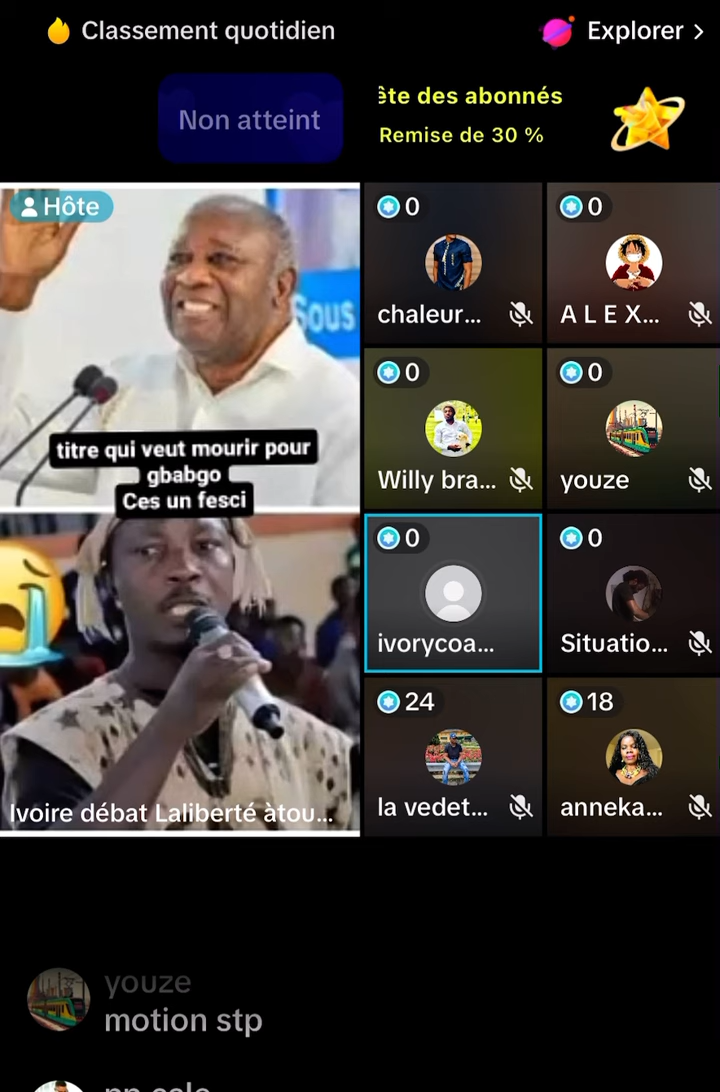 Classement quotidien
Explorer
Non atteint
ête des abonnés
Remise de 30 %
Hôte
Sous
titre qui veut mourir pour
gbabgo
Ces un fesci
Ivoire débat Laliberté àtou...
0
chaleur...
0
A L E X...
0
Willy bra...
0
youze
0
ivorycoa...
0
Situatio...
24
la vedet...
18
anneka...
youze
motion stp